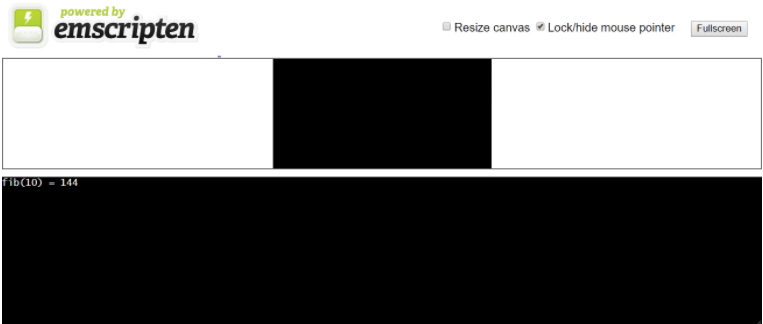 powered by
emscripten
Resize canvas Lock/hide mouse pointer Fullscreen
fib(10) = 144